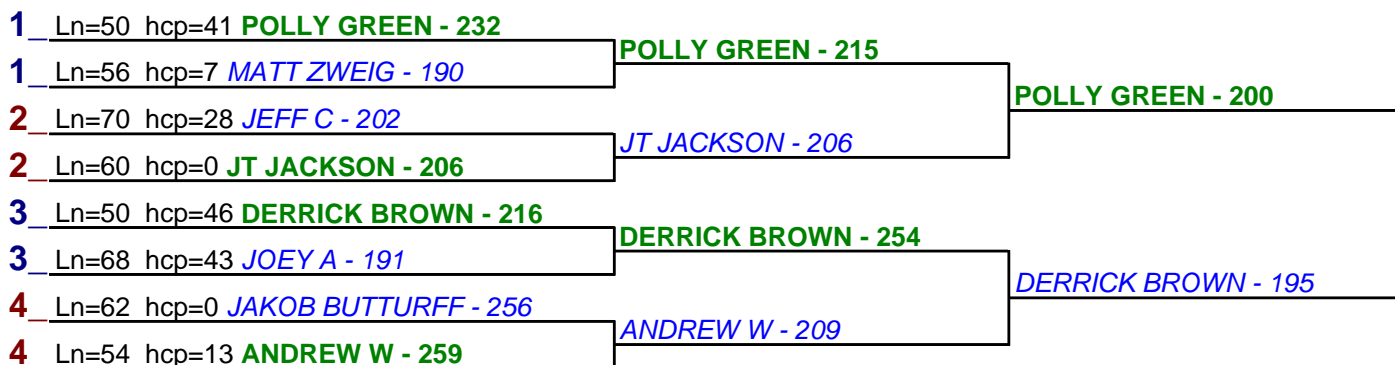 1_ Ln=50 hcp=41 POLLY GREEN - 232
POLLY GREEN - 215
1_ Ln=56 hcp=7 MATT ZWEIG - 190
POLLY GREEN - 200
2_ Ln=70 hcp=28 JEFF C - 202
JT JACKSON - 206
2_ Ln=60 hcp=0 JT JACKSON - 206
3_ Ln=50 hcp=46 DERRICK BROWN - 216
DERRICK BROWN - 254
3_ Ln=68 hcp=43 JOEY A - 191
DERRICK BROWN - 195
4_ Ln=62 hcp=0 JAKOB BUTTURFF - 256
ANDREW W - 209
4 Ln=54 hcp=13 ANDREW W - 259